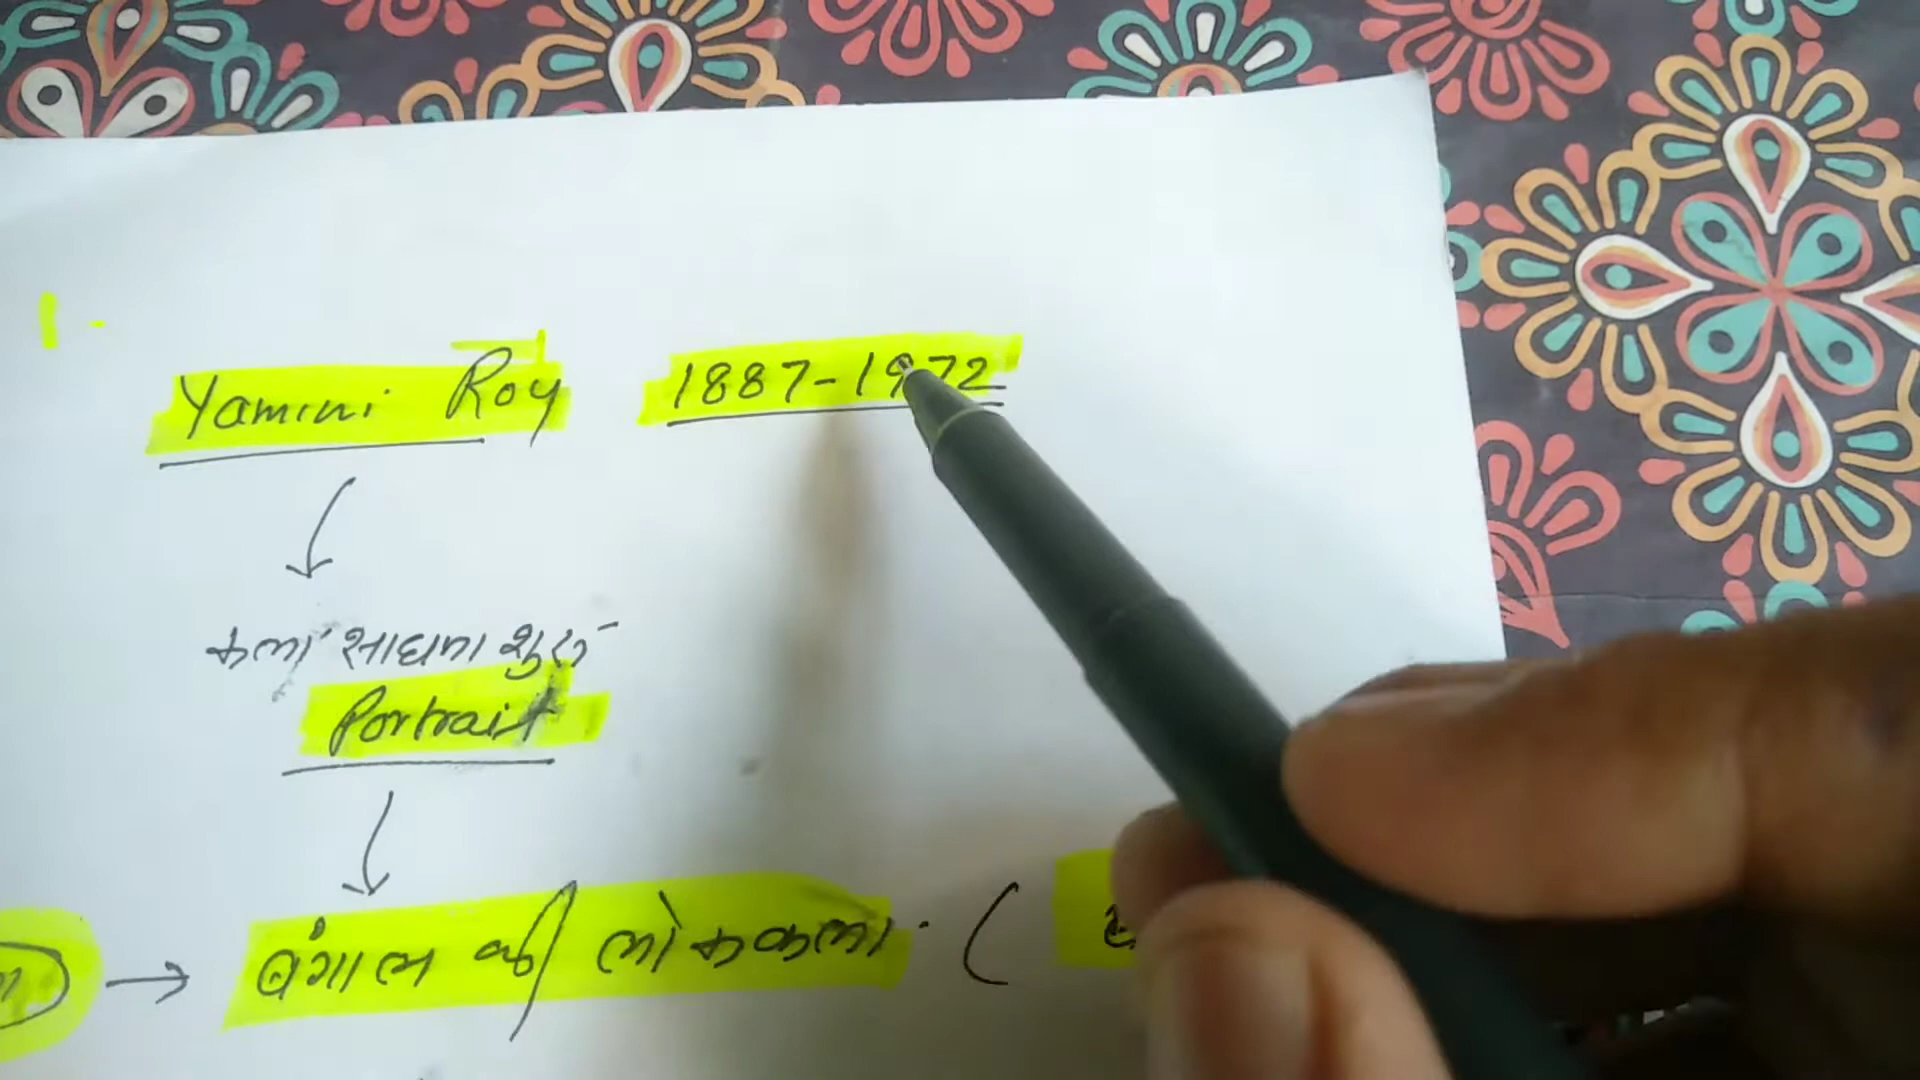 Yamini Roy 1887-1972
कला साधना शुरु
Portrait
→ बंगाल की लोककला. (